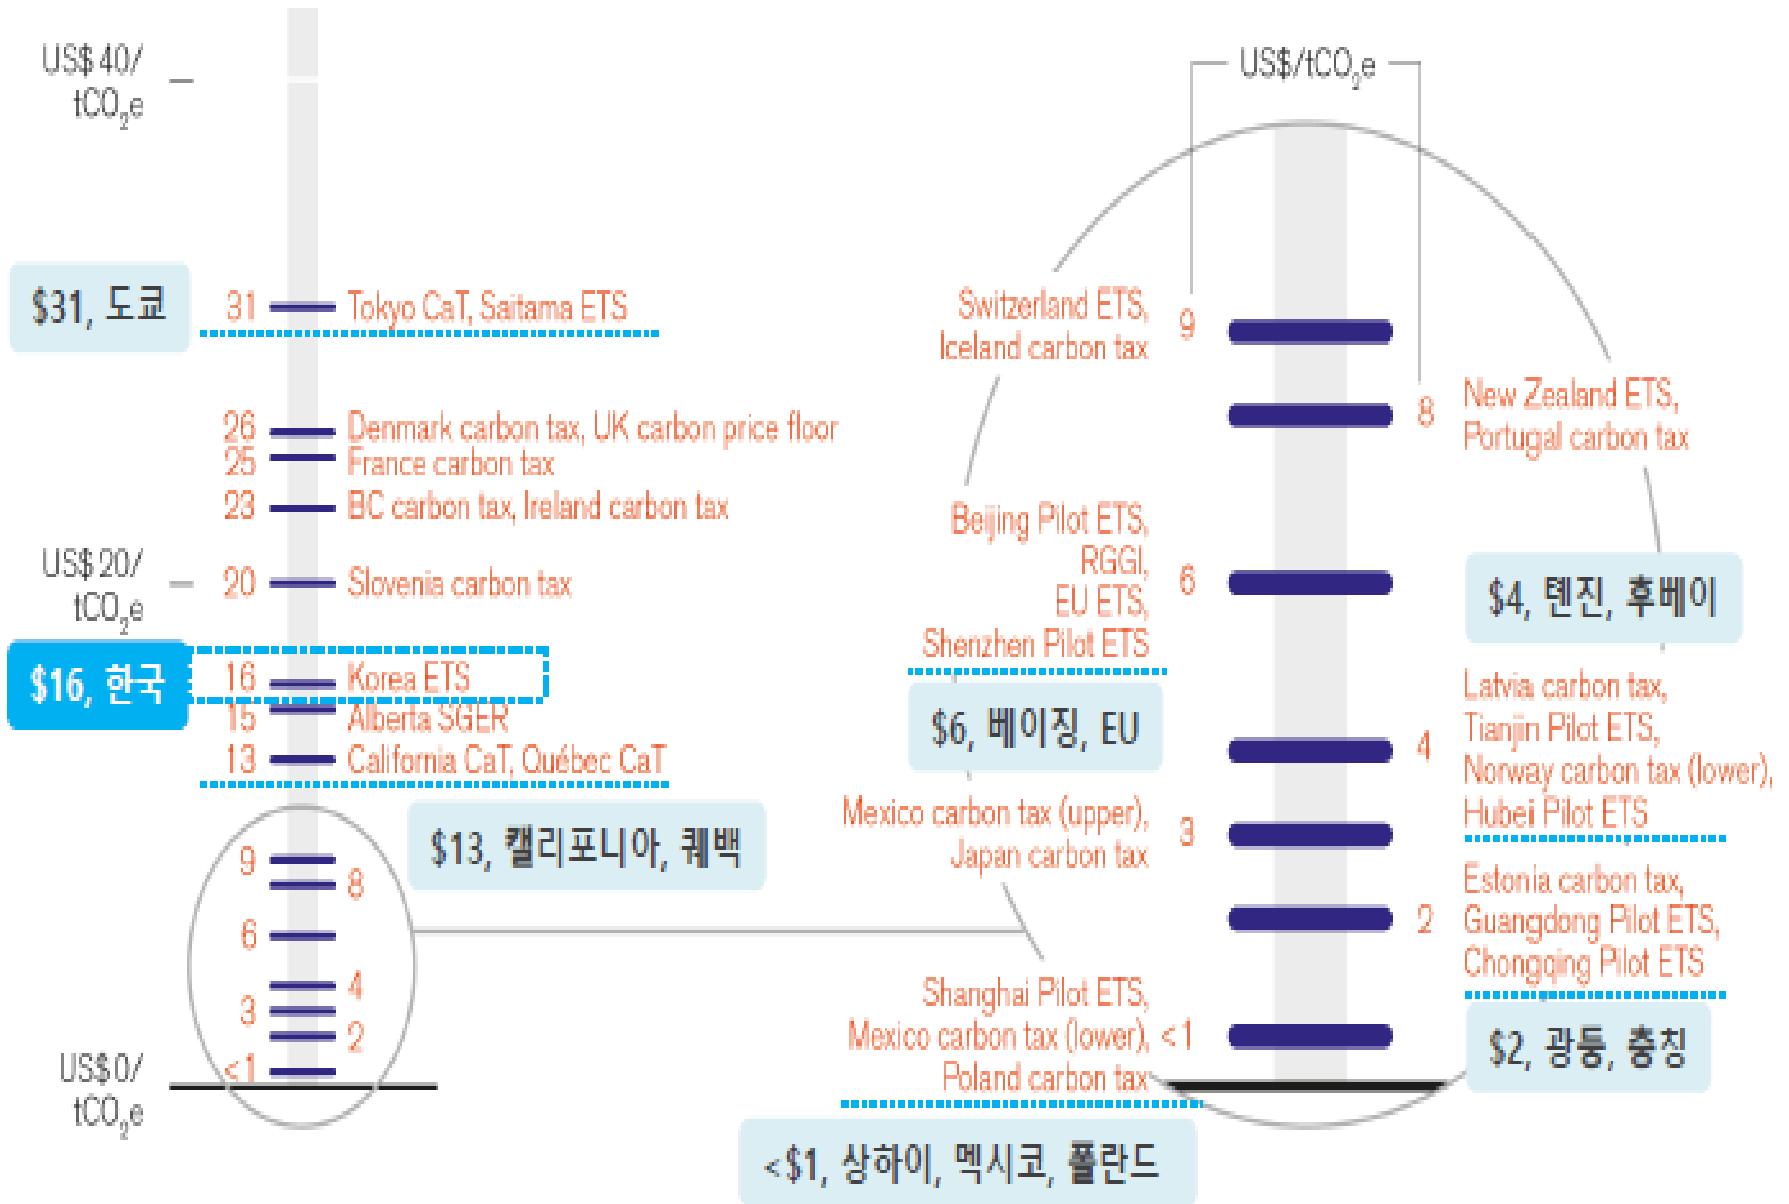 US$40/
tCO₂e
$31, 도쿄
31 Tokyo CaT, Saitama ETS
26 Denmark carbon tax, UK carbon price floor
25 France carbon tax
23 BC carbon tax, Ireland carbon tax
US$20/
tCO₂e
20 Slovenia carbon tax
$16, 한국
16 Korea ETS
15 Alberta SGER
13 California CaT, Québec CaT
$13, 캘리포니아, 퀘백
9
8
6
4
3
2
<1
US$0/
tCO₂e
US$/tCO₂e
Switzerland ETS,
Iceland carbon tax
9
8
New Zealand ETS,
Portugal carbon tax
Beijing Pilot ETS,
RGGI,
EU ETS,
Shenzhen Pilot ETS
6
$6, 베이징, EU
$4, 텐진, 후베이
4
Latvia carbon tax,
Tianjin Pilot ETS,
Norway carbon tax (lower),
Hubei Pilot ETS
Mexico carbon tax (upper),
Japan carbon tax
3
2
Estonia carbon tax,
Guangdong Pilot ETS,
Chongqing Pilot ETS
$2, 광둥, 충칭
Shanghai Pilot ETS,
Mexico carbon tax (lower), <1
Poland carbon tax
<$1, 상하이, 멕시코, 폴란드